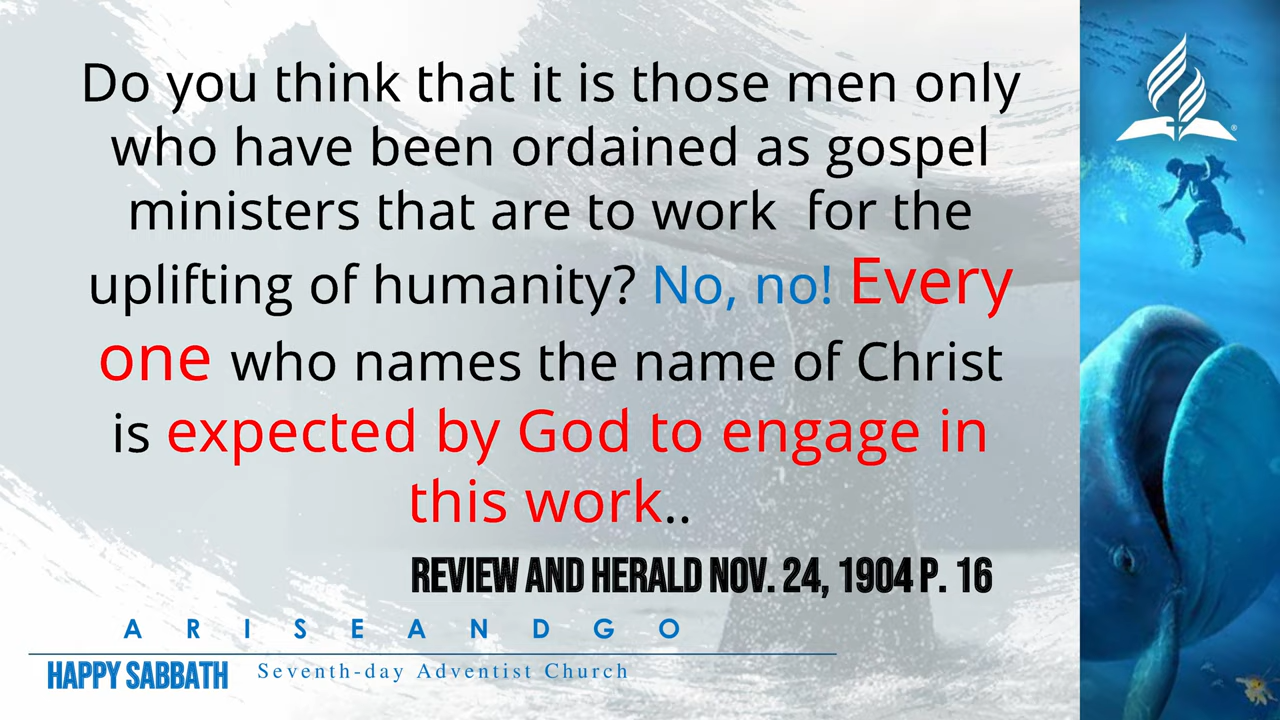 Do you think that it is those men only
who have been ordained as gospel
ministers that are to work  for the
uplifting of humanity? No, no! Every
one who names the name of Christ
is expected by God to engage in
this work..
REVIEW AND HERALD NOV. 24, 1904 P. 16
A R I S E A N D G O
HAPPY SABBATH Seventh-day Adventist Church